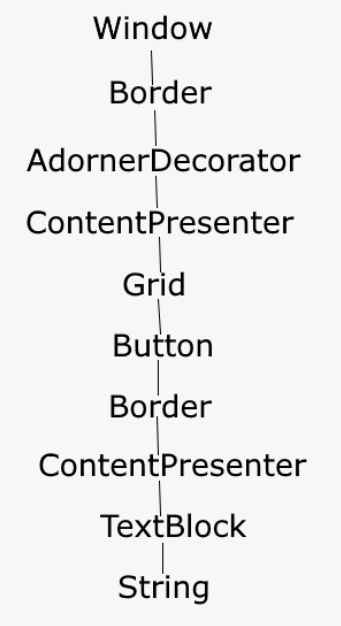 Window
Border
AdornerDecorator
ContentPresenter
Grid
Button
Border
ContentPresenter
TextBlock
String